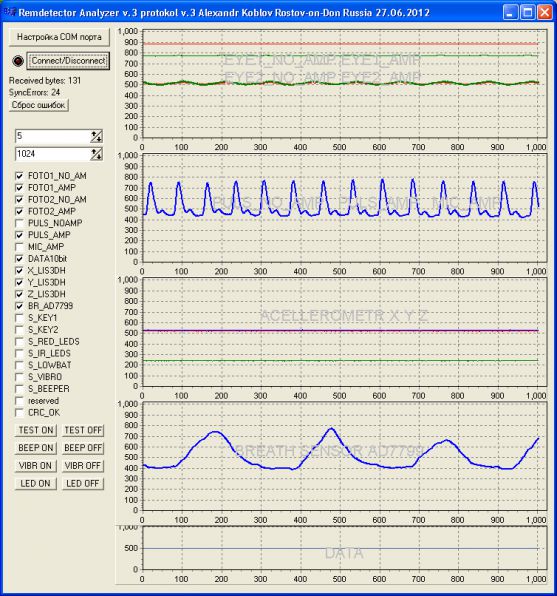 Remdetector Analyzer v.3 protokol v.3 Alexandr Koblov Rostov-on-Don Russia 27.06.2012
Настройка COM порта
Connect/Disconnect
Received bytes: 131
SyncErrors: 24
Сброс ошибок
5
1024
FOTO1_NO_AM
FOTO1_AMP
FOTO2_NO_AM
FOTO2_AMP
PULS_NOAMP
PULS_AMP
MIC_AMP
DATA10bit
X_LIS3DH
Y_LIS3DH
Z_LIS3DH
BR_AD7799
S_KEY1
S_KEY2
S_RED_LEDS
S_IR_LEDS
S_LOWBAT
S_VIBRO
S_BEEPER
reserved
CRC_OK
TEST ON TEST OFF
BEEP ON BEEP OFF
VIBR ON VIBR OFF
LED ON LED OFF
1,000
900
800
700
600
500
400
300
200
100
0
EYE1_NO_AMP EYE1_AMP
EYE2_NO_AMP EYE2_AMP
0 100 200 300 400 500 600 700 800 900 1,000
1,000
900
800
700
600
500
400
300
200
100
0
PULS_NO_AMP PULS_AMP MIC_AMP
0 100 200 300 400 500 600 700 800 900 1,000
1,000
900
800
700
600
500
400
300
200
100
0
ACELLEROMETR X Y Z
0 100 200 300 400 500 600 700 800 900 1,000
1,000
900
800
700
600
500
400
300
200
100
0
BREATH SENSOR AD7799
0 100 200 300 400 500 600 700 800 900 1,000
1,000
500
0
DATA
0 100 200 300 400 500 600 700 800 900 1,000